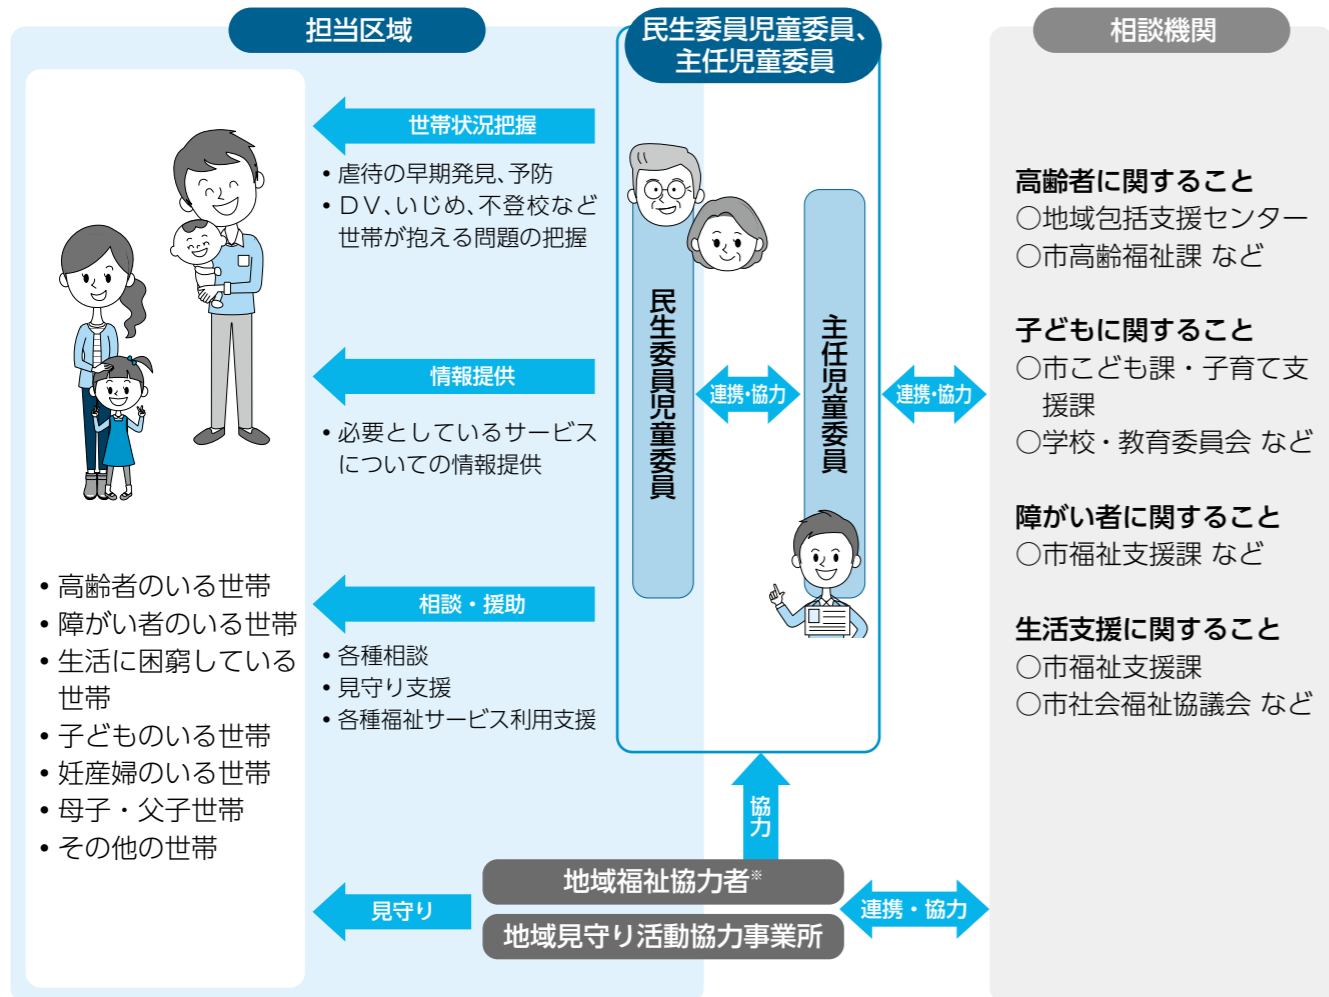 担当区域
• 高齢者のいる世帯
• 障がい者のいる世帯
• 生活に困窮している
世帯
• 子どものいる世帯
• 妊産婦のいる世帯
• 母子・父子世帯
• その他の世帯
世帯状況把握
• 虐待の早期発見、予防
• ＤＶ、いじめ、不登校など
世帯が抱える問題の把握
情報提供
• 必要としているサービス
についての情報提供
相談・援助
• 各種相談
• 見守り支援
• 各種福祉サービス利用支援
見守り
民生委員児童委員、
主任児童委員
民生委員児童委員
連携・協力
主任児童委員
連携・協力
協力
地域福祉協力者※
地域見守り活動協力事業所
連携・協力
相談機関
高齢者に関すること
○地域包括支援センター
○市高齢福祉課 など
子どもに関すること
○市こども課・子育て支
援課
○学校・教育委員会 など
障がい者に関すること
○市福祉支援課 など
生活支援に関すること
○市福祉支援課
○市社会福祉協議会 など